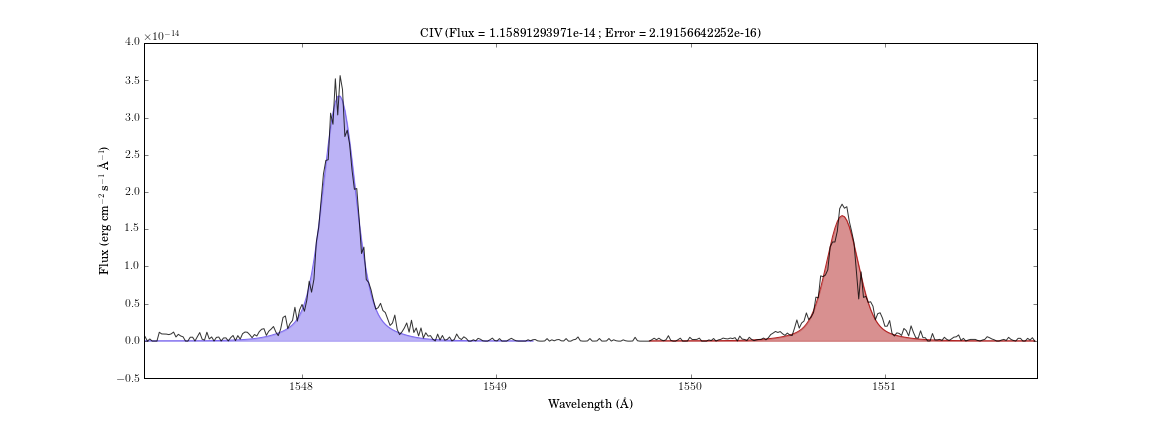 CIV (Flux = 1.15891293971e-14 ; Error = 2.19156642252e-16)
×10⁻¹⁴
4.0
3.5
3.0
2.5
2.0
1.5
1.0
0.5
0.0
−0.5
Flux (erg cm⁻² s⁻¹ Å⁻¹)
1548 1549 1550 1551
Wavelength (Å)